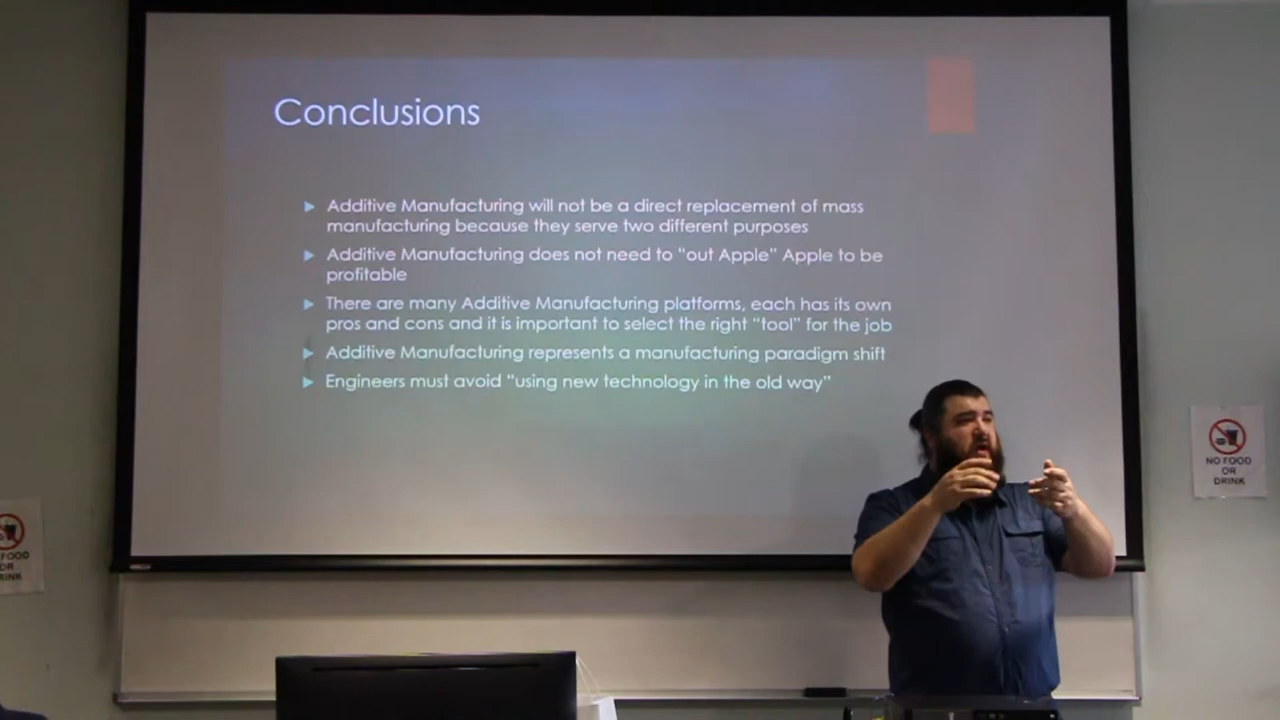 Conclusions
Additive Manufacturing will not be a direct replacement of mass
manufacturing because they serve two different purposes
Additive Manufacturing does not need to “out Apple” Apple to be
profitable
There are many Additive Manufacturing platforms, each has its own
pros and cons and it is important to select the right “tool” for the job
Additive Manufacturing represents a manufacturing paradigm shift
Engineers must avoid “using new technology in the old way”
NO FOOD
OR
DRINK
FOOD
OR
RINK